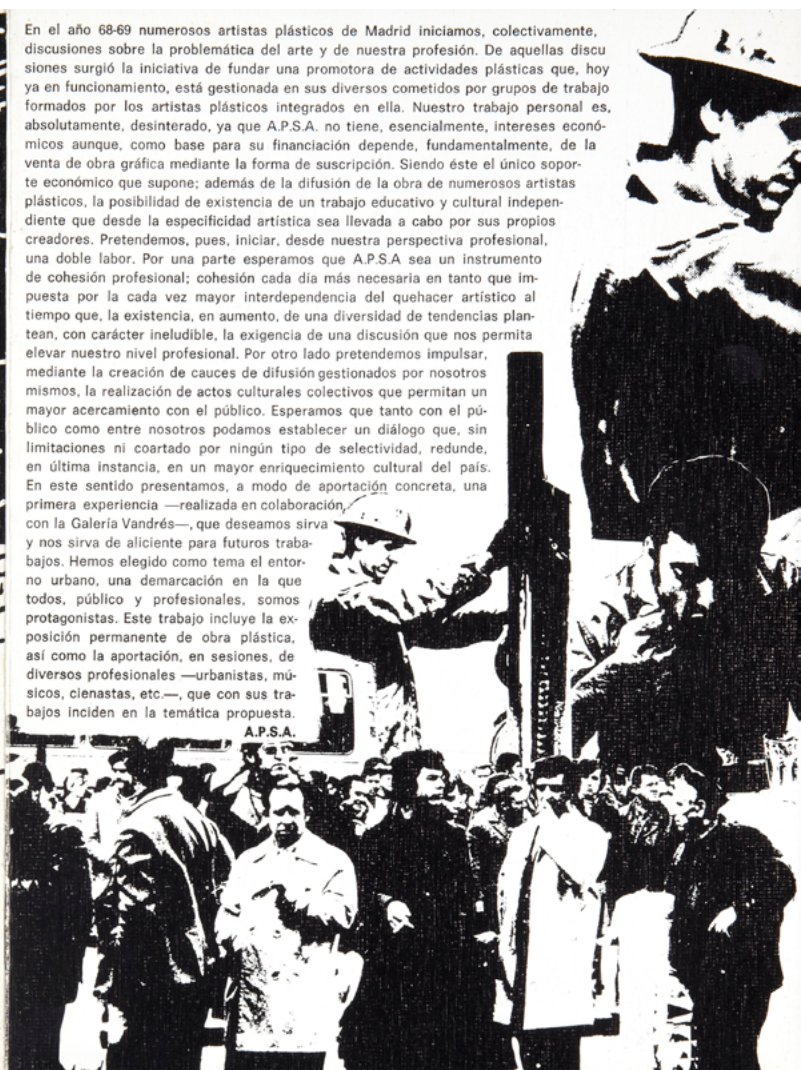 En el año 68-69 numerosos artistas plásticos de Madrid iniciamos, colectivamente,
discusiones sobre la problemática del arte y de nuestra profesión. De aquellas discu
siones surgió la iniciativa de fundar una promotora de actividades plásticas que, hoy
ya en funcionamiento, está gestionada en sus diversos cometidos por grupos de trabajo
formados por los artistas plásticos integrados en ella. Nuestro trabajo personal es,
absolutamente, desinterado, ya que A.P.S.A. no tiene, esencialmente, intereses econó-
micos aunque, como base para su financiación depende, fundamentalmente, de la
venta de obra gráfica mediante la forma de suscripción. Siendo éste el único sopor-
te económico que supone; además de la difusión de la obra de numerosos artistas
plásticos, la posibilidad de existencia de un trabajo educativo y cultural indepen-
diente que desde la especificidad artística sea llevada a cabo por sus propios
creadores. Pretendemos, pues, iniciar, desde nuestra perspectiva profesional,
una doble labor. Por una parte esperamos que A.P.S.A sea un instrumento
de cohesión profesional; cohesión cada día más necesaria en tanto que im-
puesta por la cada vez mayor interdependencia del quehacer artístico al
tiempo que, la existencia, en aumento, de una diversidad de tendencias plan-
tean, con carácter ineludible, la exigencia de una discusión que nos permita
elevar nuestro nivel profesional. Por otro lado pretendemos impulsar,
mediante la creación de cauces de difusión gestionados por nosotros
mismos, la realización de actos culturales colectivos que permitan un
mayor acercamiento con el público. Esperamos que tanto con el pú-
blico como entre nosotros podamos establecer un diálogo que, sin
limitaciones ni coartado por ningún tipo de selectividad, redunde,
en última instancia, en un mayor enriquecimiento cultural del país.
En este sentido presentamos, a modo de aportación concreta, una
primera experiencia —realizada en colaboración,
con la Galería Vandrés—, que deseamos sirva
y nos sirva de aliciente para futuros traba-
bajos. Hemos elegido como tema el entor-
no urbano, una demarcación en la que
todos, público y profesionales, somos
protagonistas. Este trabajo incluye la ex-
posición permanente de obra plástica,
así como la aportación, en sesiones, de
diversos profesionales —urbanistas, mú-
sicos, cienastas, etc.—, que con sus tra-
bajos inciden en la temática propuesta.
A.P.S.A.